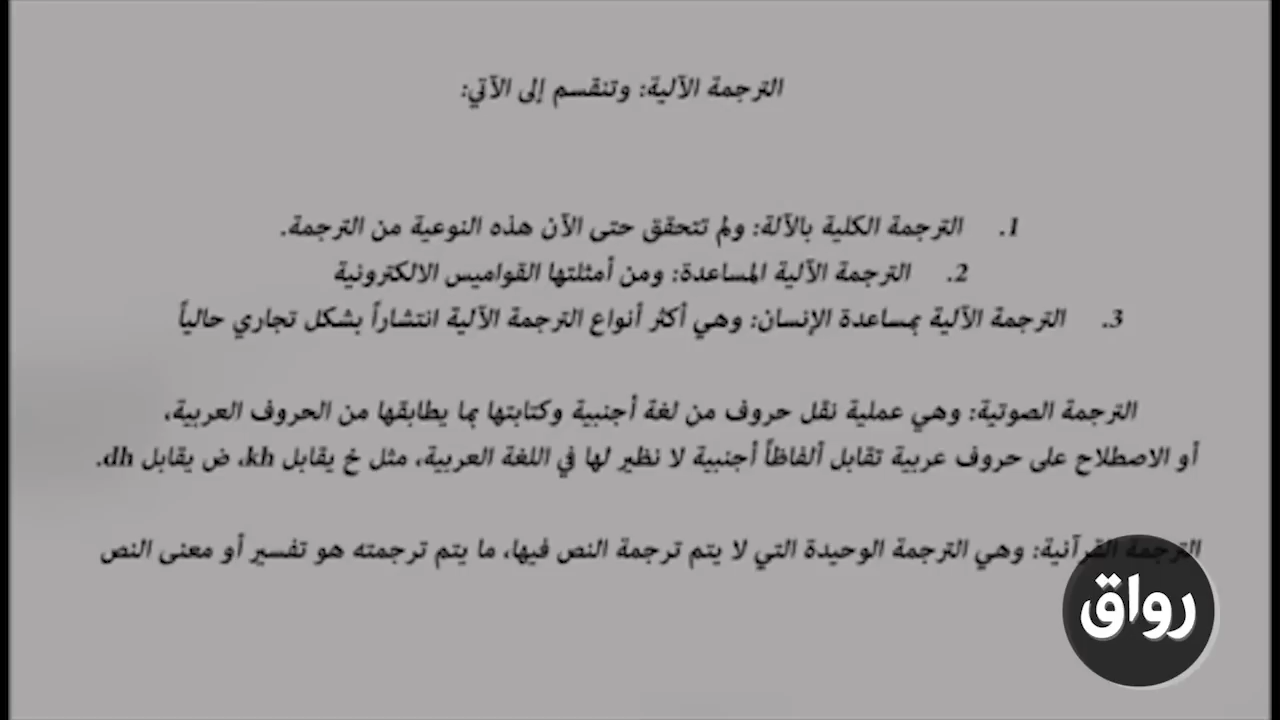 الترجمة الآلية: وتنقسم إلى الآتي:
1. الترجمة الكلية بالآلة: ولم تتحقق حتى الآن هذه النوعية من الترجمة.
2. الترجمة الآلية المساعدة: ومن أمثلتها القواميس الالكترونية
3. الترجمة الآلية بمساعدة الإنسان: وهي أكثر أنواع الترجمة الآلية انتشاراً بشكل تجاري حالياً
الترجمة الصوتية: وهي عملية نقل حروف من لغة أجنبية وكتابتها بما يطابقها من الحروف العربية،
أو الاصطلاح على حروف عربية تقابل ألفاظاً أجنبية لا نظير لها في اللغة العربية، مثل خ يقابل kh، ض يقابل dh.
الترجمة القرآنية: وهي الترجمة الوحيدة التي لا يتم ترجمة النص فيها، ما يتم ترجمته هو تفسير أو معنى النص
رواق